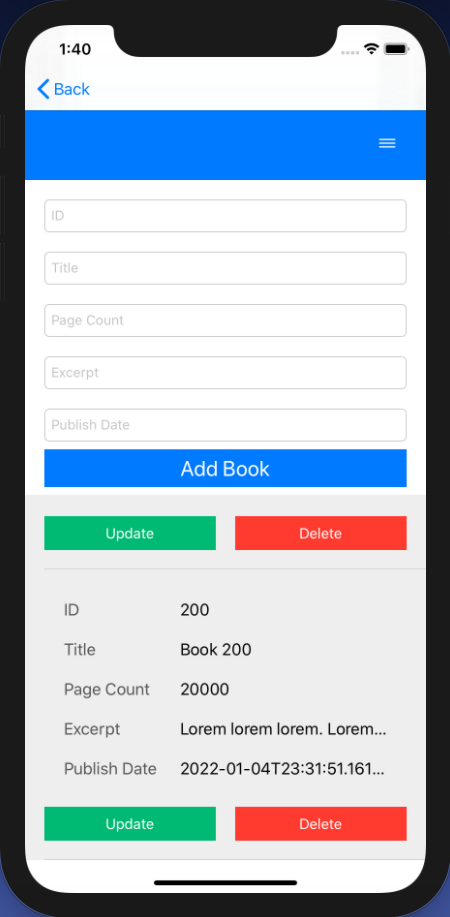 1:40
Back
ID
Title
Page Count
Excerpt
Publish Date
Add Book
Update Delete
ID 200
Title Book 200
Page Count 20000
Excerpt Lorem lorem lorem. Lorem...
Publish Date 2022-01-04T23:31:51.161...
Update Delete